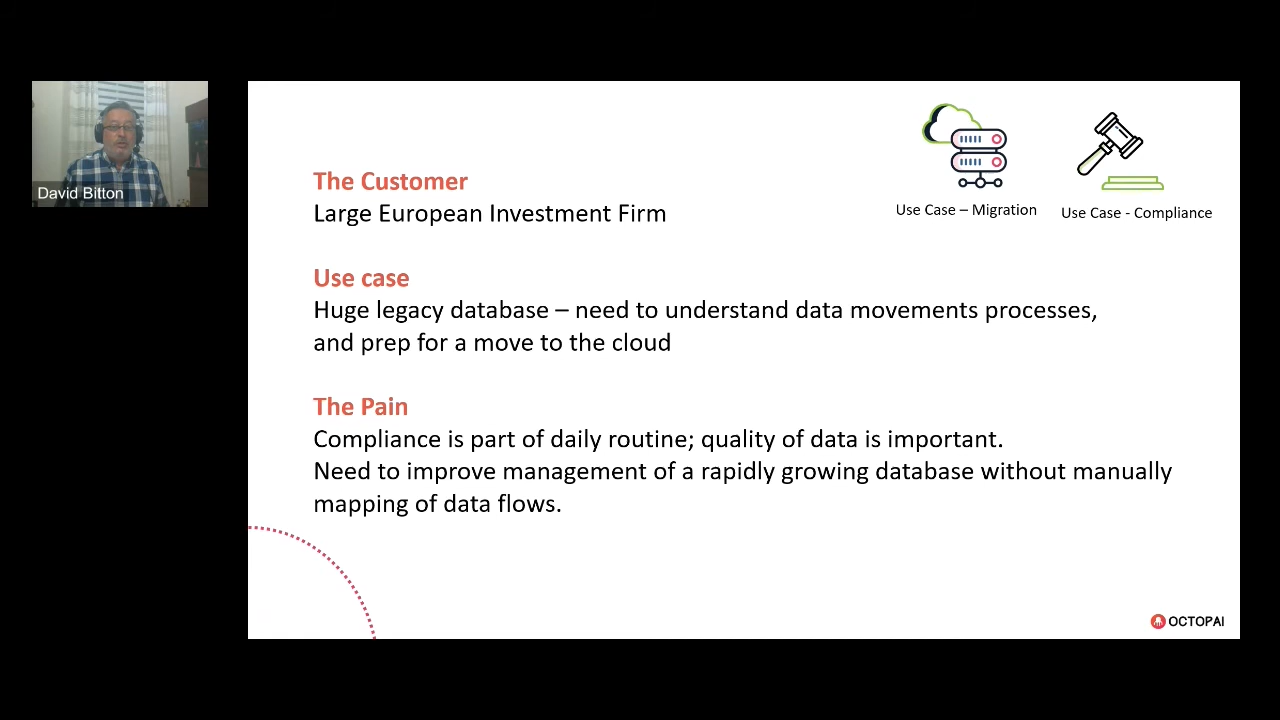 David Bitton
Use Case – Migration
Use Case - Compliance
The Customer
Large European Investment Firm
Use case
Huge legacy database – need to understand data movements processes,
and prep for a move to the cloud
The Pain
Compliance is part of daily routine; quality of data is important.
Need to improve management of a rapidly growing database without manually
mapping of data flows.
OCTOPAI